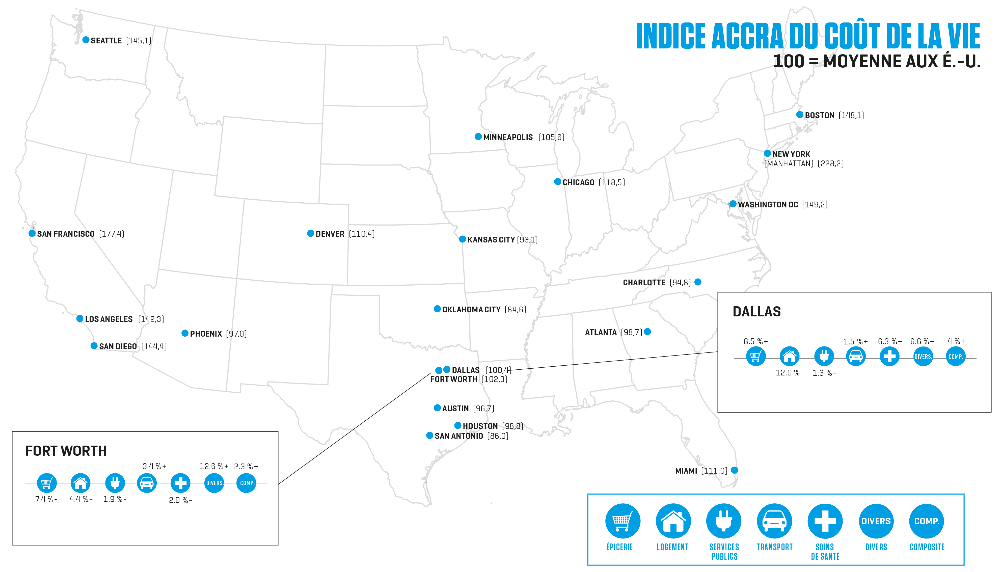 INDICE ACCRA DU COÛT DE LA VIE
100 = MOYENNE AUX É.-U.
SEATTLE (145,1)
BOSTON (148,1)
MINNEAPOLIS (105,6)
NEW YORK
(MANHATTAN) (228,2)
CHICAGO (118,5)
WASHINGTON DC (149,2)
SAN FRANCISCO (177,4)
DENVER (110,4)
KANSAS CITY (93,1)
CHARLOTTE (94,8)
OKLAHOMA CITY (84,6)
LOS ANGELES (142,3)
PHOENIX (97,0)
ATLANTA (98,7)
SAN DIEGO (144,4)
DALLAS (100,4)
FORT WORTH (102,3)
AUSTIN (96,7)
HOUSTON (98,8)
SAN ANTONIO (86,0)
MIAMI (111,0)
DALLAS
8.5 %+ 1.5 %+ 6.3 %+ 6.6 %+ 4 %+
DIVERS. COMP.
12.0 %- 1.3 %-
FORT WORTH
3.4 %+ 12.6 %+ 2.3 %+
DIVERS. COMP.
7.4 %- 4.4 %- 1.9 %- 2.0 %-
DIVERS COMP.
ÉPICERIE LOGEMENT SERVICES TRANSPORT SOINS DIVERS COMPOSITE
PUBLICS DE SANTÉ